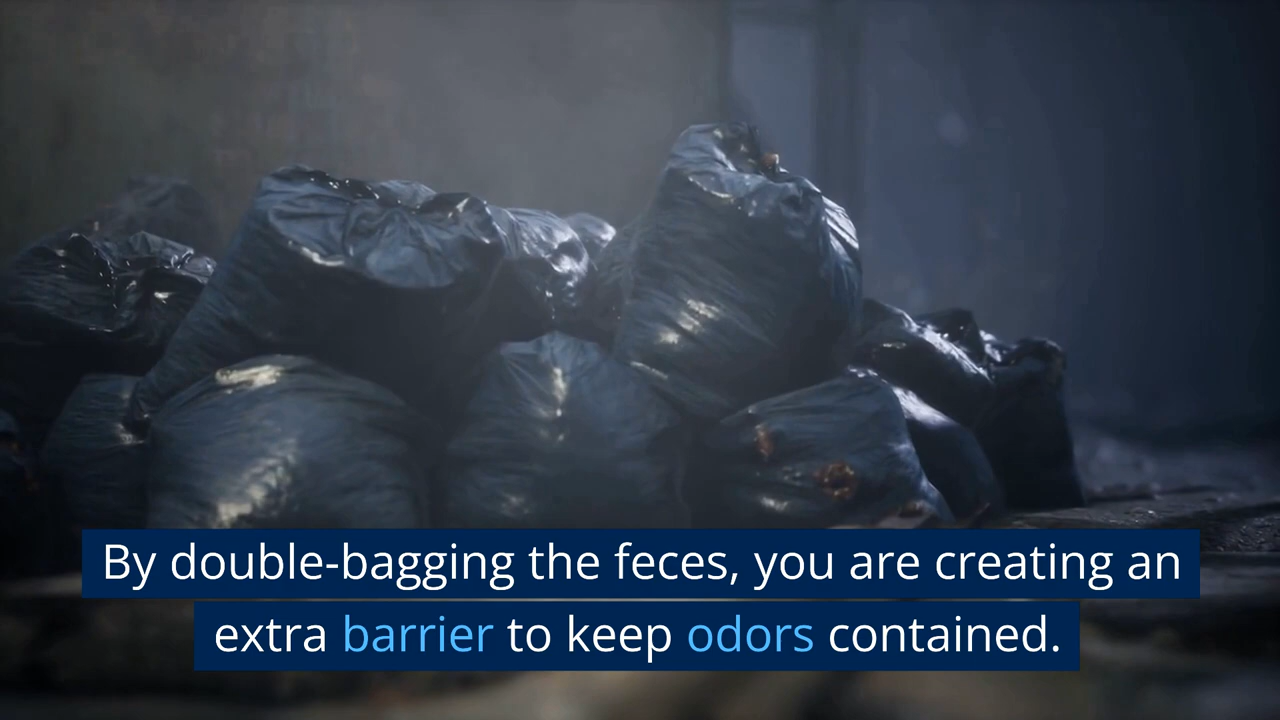 By double-bagging the feces, you are creating an
extra barrier to keep odors contained.